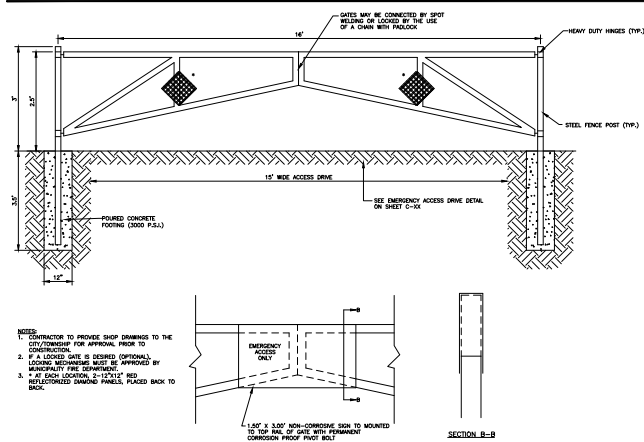 GATES MAY BE CONNECTED BY SPOT
WELDING OR LOCKED BY THE USE
OF A CHAIN WITH PADLOCK
16'
HEAVY DUTY HINGES (TYP.)
3'
2.5'
*
*
STEEL FENCE POST (TYP.)
15' WIDE ACCESS DRIVE
SEE EMERGENCY ACCESS DRIVE DETAIL
ON SHEET C-XX
3.5'
POURED CONCRETE
FOOTING (3000 P.S.I.)
12"
NOTES:
1. CONTRACTOR TO PROVIDE SHOP DRAWINGS TO THE
CITY/TOWNSHIP FOR APPROVAL PRIOR TO
CONSTRUCTION.
2. IF A LOCKED GATE IS DESIRED (OPTIONAL),
LOCKING MECHANISMS MUST BE APPROVED BY
MUNICIPALITY FIRE DEPARTMENT.
3. * AT EACH LOCATION, 2-12"X12" RED
REFLECTORIZED DIAMOND PANELS, PLACED BACK TO
BACK.
B
EMERGENCY
ACCESS
ONLY
B
1.50' X 3.00' NON-CORROSIVE SIGN TO MOUNTED
TO TOP RAIL OF GATE WITH PERMANENT
CORROSION PROOF PIVOT BOLT
SECTION B-B